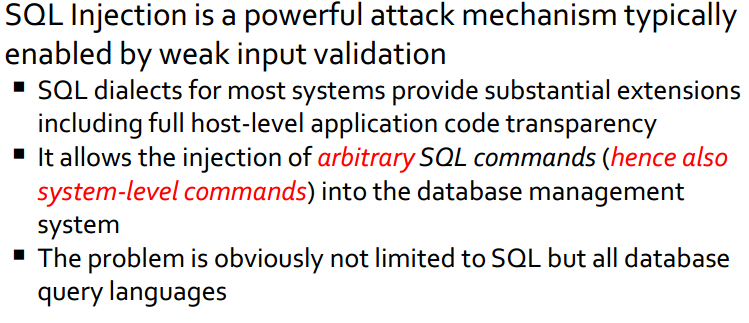 SQL Injection is a powerful attack mechanism typically
enabled by weak input validation
▪ SQL dialects for most systems provide substantial extensions
including full host-level application code transparency
▪ It allows the injection of arbitrary SQL commands (hence also
system-level commands) into the database management
system
▪ The problem is obviously not limited to SQL but all database
query languages